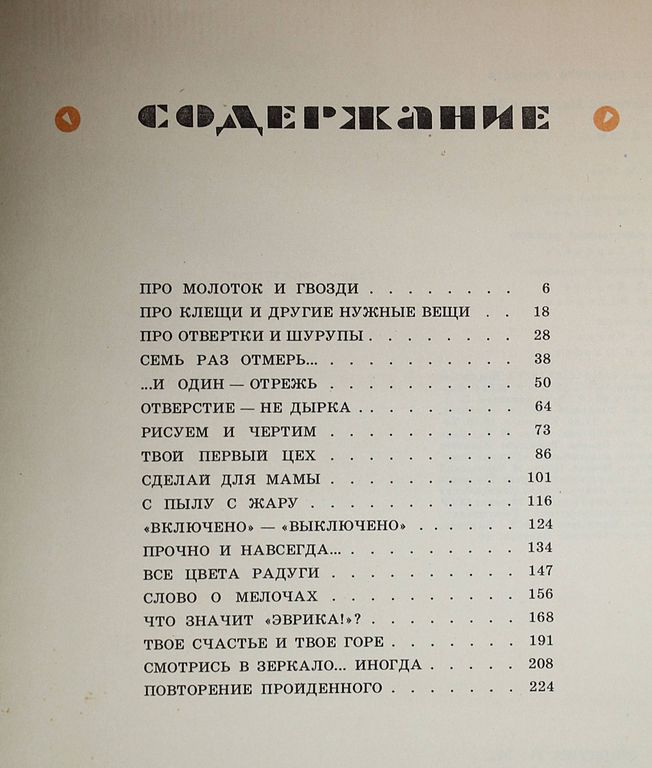 СОДЕРЖАНИЕ
ПРО МОЛОТОК И ГВОЗДИ . . . . . . . . 6
ПРО КЛЕЩИ И ДРУГИЕ НУЖНЫЕ ВЕЩИ . . 18
ПРО ОТВЕРТКИ И ШУРУПЫ . . . . . . . . 28
СЕМЬ РАЗ ОТМЕРЬ... . . . . . . . . . . 38
...И ОДИН — ОТРЕЖЬ . . . . . . . . . . 50
ОТВЕРСТИЕ — НЕ ДЫРКА . . . . . . . . . 64
РИСУЕМ И ЧЕРТИМ . . . . . . . . . . 73
ТВОЙ ПЕРВЫЙ ЦЕХ . . . . . . . . . . 86
СДЕЛАЙ ДЛЯ МАМЫ . . . . . . . . . . 101
С ПЫЛУ С ЖАРУ . . . . . . . . . . . 116
«ВКЛЮЧЕНО» — «ВЫКЛЮЧЕНО» . . . . . . 124
ПРОЧНО И НАВСЕГДА... . . . . . . . . . 134
ВСЕ ЦВЕТА РАДУГИ . . . . . . . . . . 147
СЛОВО О МЕЛОЧАХ . . . . . . . . . . 156
ЧТО ЗНАЧИТ «ЭВРИКА!»? . . . . . . . . 168
ТВОЕ СЧАСТЬЕ И ТВОЕ ГОРЕ . . . . . . . 191
СМОТРИСЬ В ЗЕРКАЛО... ИНОГДА . . . . . 208
ПОВТОРЕНИЕ ПРОЙДЕННОГО . . . . . . . 224